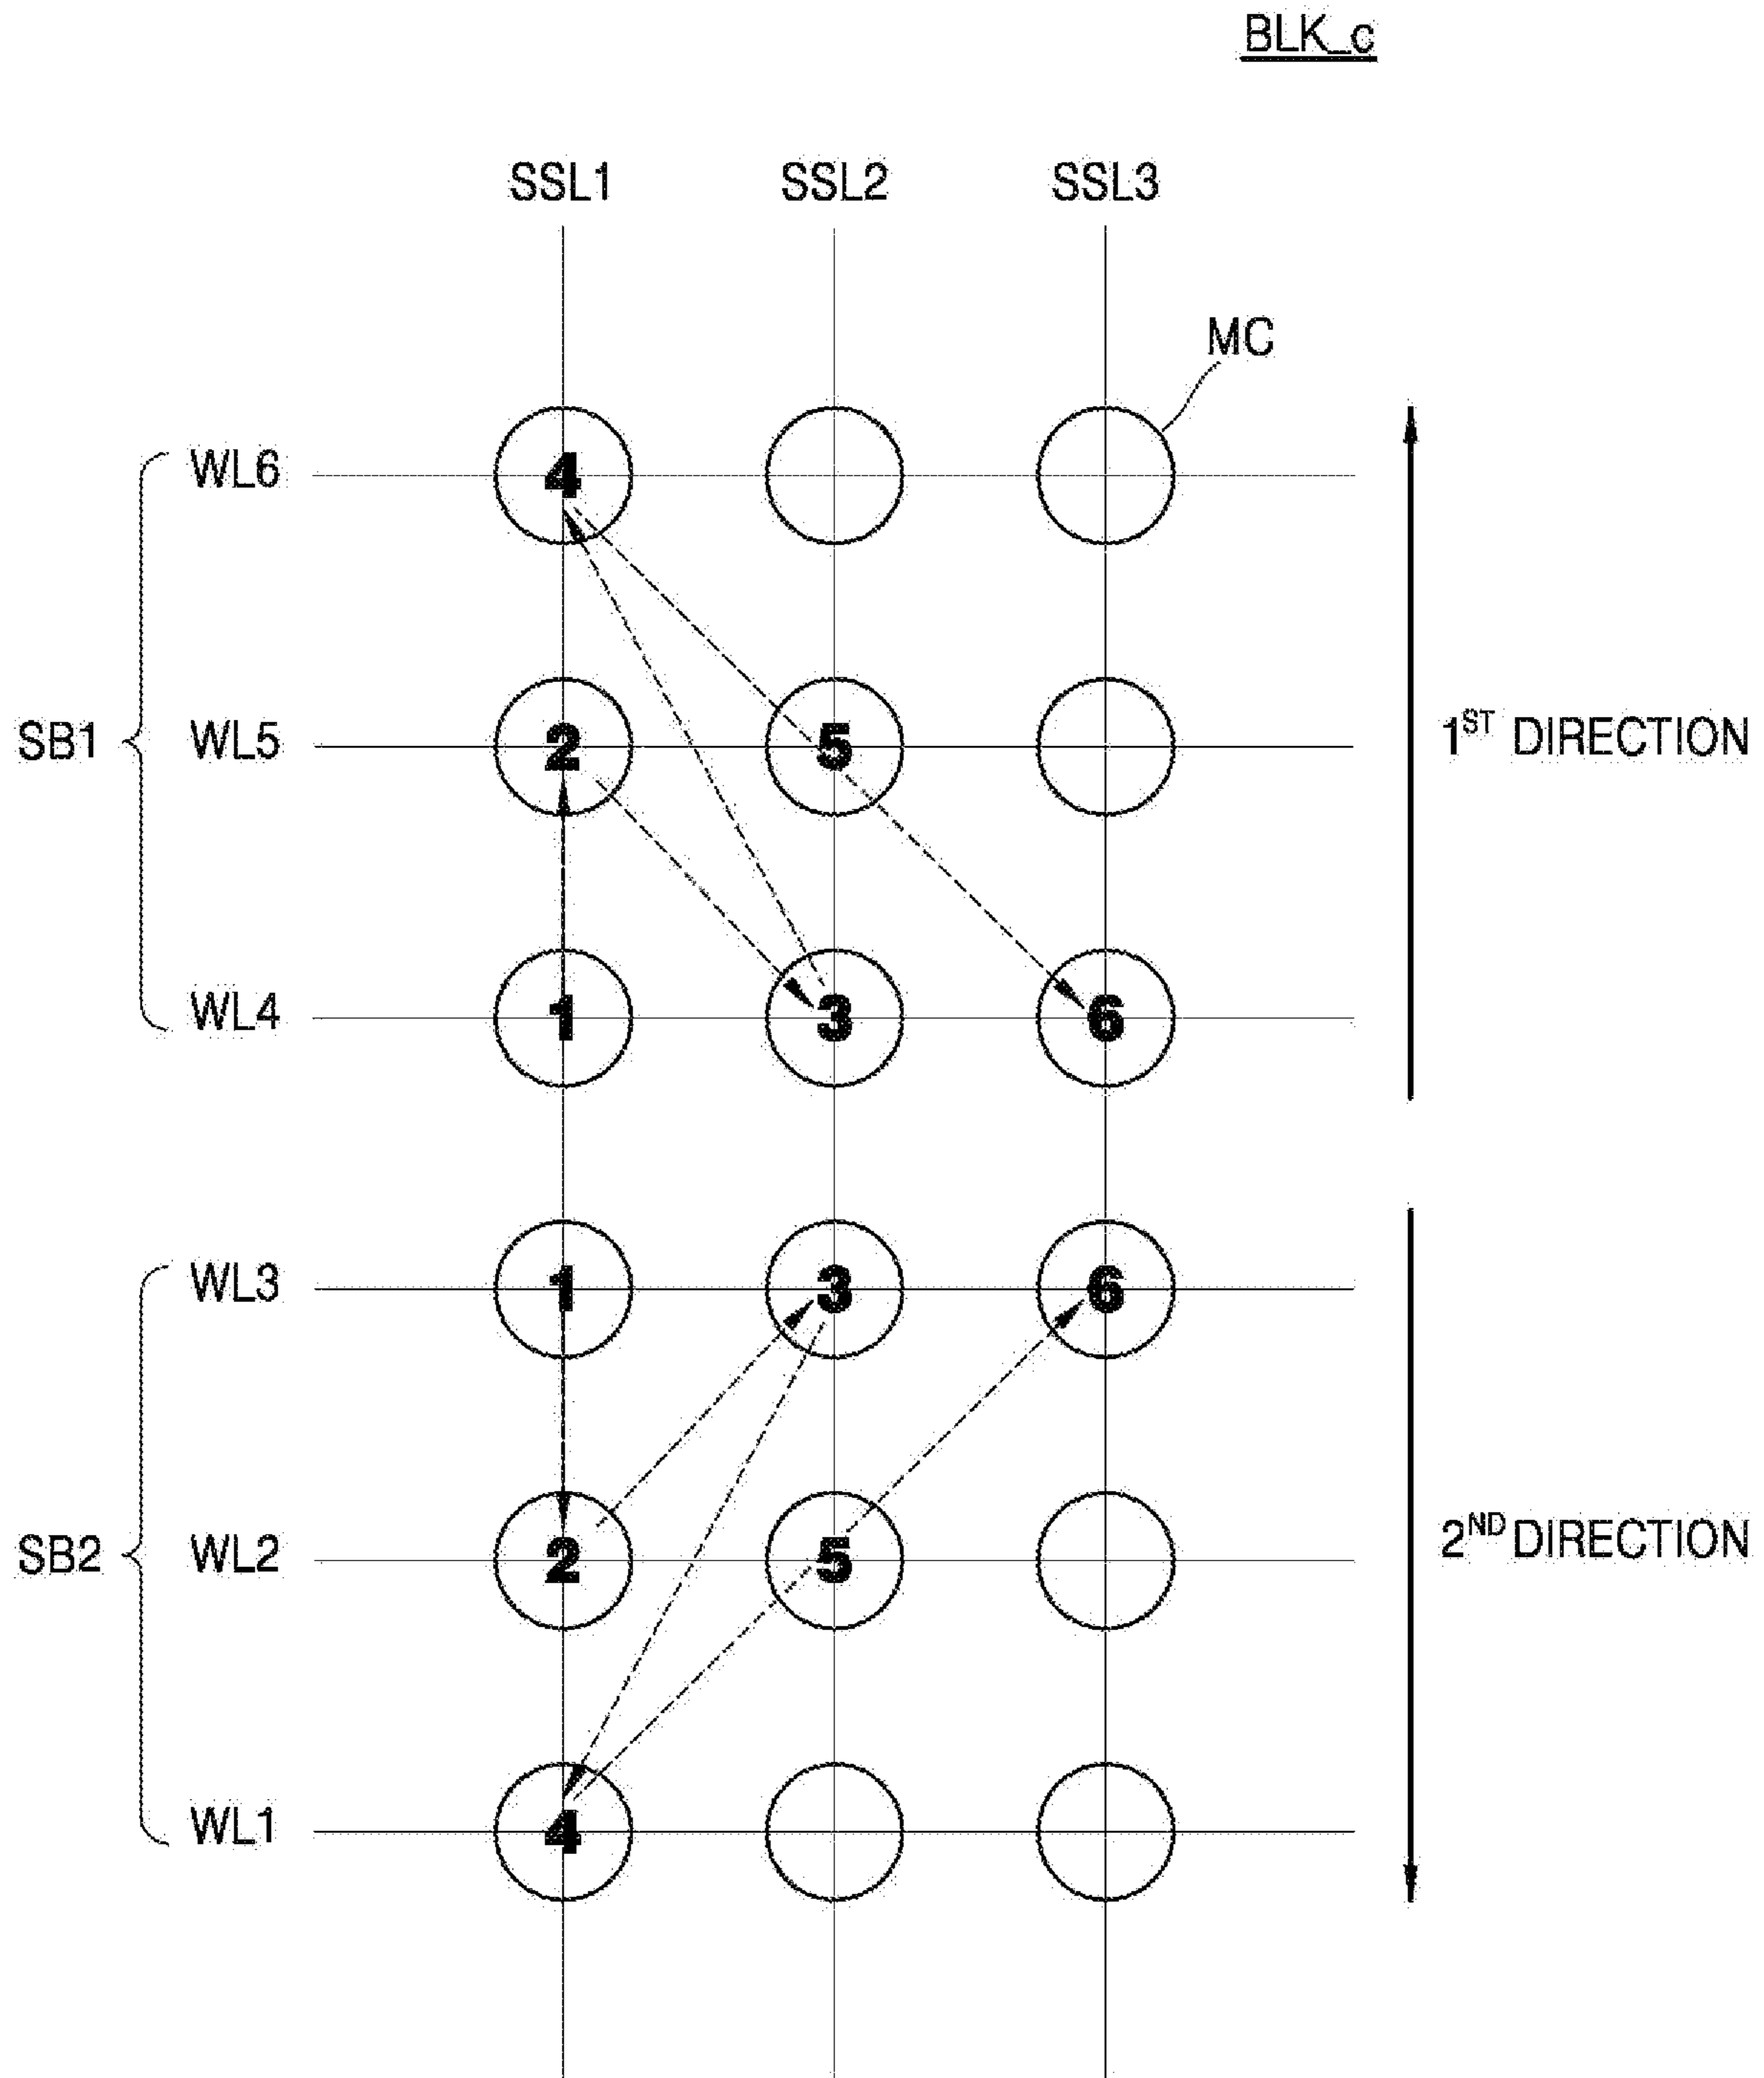 BLK_c
SSL1 SSL2 SSL3
MC
WL6 4
SB1 WL5 2 5 1ST DIRECTION
WL4 1 3 6
WL3 1 3 6
SB2 WL2 2 5 2ND DIRECTION
WL1 4